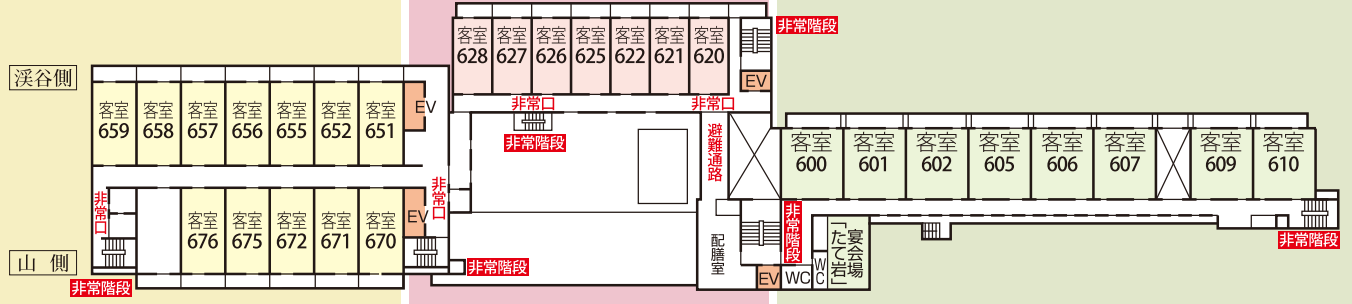 渓谷側
山 側
客室
659
客室
658
客室
657
客室
656
客室
655
客室
652
客室
651
EV
非常口
非常口
客室
676
客室
675
客室
672
客室
671
客室
670
EV
非常階段
非常階段
客室
628
客室
627
客室
626
客室
625
客室
622
客室
621
客室
620
EV
非常階段
非常口
非常口
非常階段
避難通路
配膳室
EV
WC
WC
非常階段
宴会場
「たて岩」
客室
600
客室
601
客室
602
客室
605
客室
606
客室
607
客室
609
客室
610
非常階段